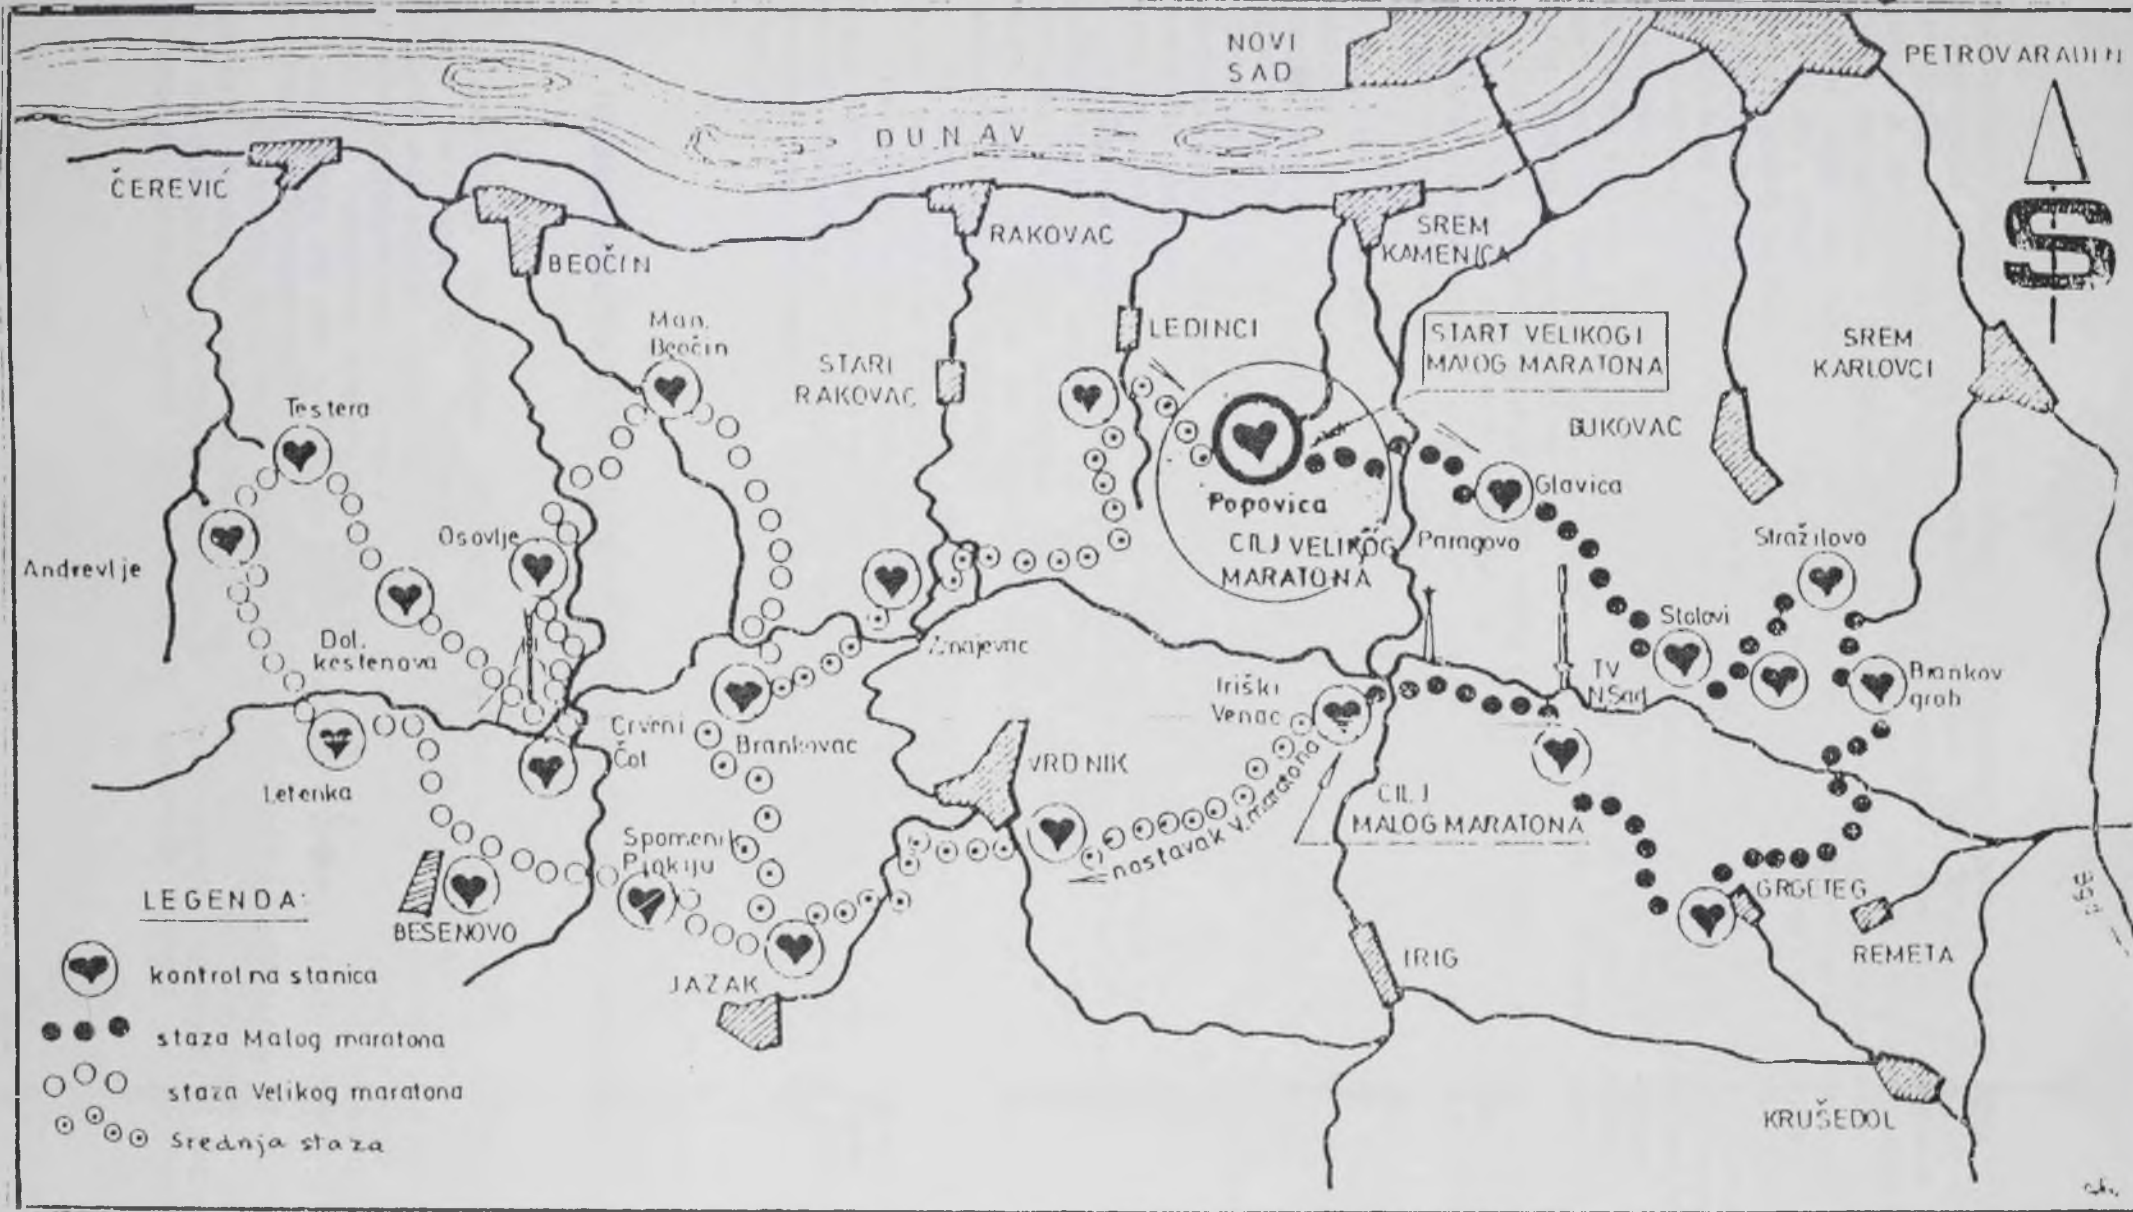 NOVI
SAD
PETROVARADIN
DUNAV
ČEREVIĆ
BEOČIN
RAKOVAC
SREM
KAMENICA
S
LEDINCI
START VELIKOG I
MALOG MARATONA
SREM
KARLOVCI
Man.
Beočin
STARI
RAKOVAC
BUKOVAC
Testera
Popovica
Glavica
CILJ VELIKOG
MARATONA
Paragovo
Stražilovo
Osovlje
Andrevlje
Dol.
kestenova
Zmajevac
Stolovi
Iriški
Venac
TV
N.Sad
Brankov
grob
Crveni
Čot
Brankovac
Letenka
VRDNIK
CILJ
MALOG MARATONA
nastavak V. maratona
Spomenik
GRGETEG
REMETA
BEŠENOVO
JAZAK
IRIG
KRUŠEDOL
LEGENDA:
kontrolna stanica
staza Malog maratona
staza Velikog maratona
Srednja staza